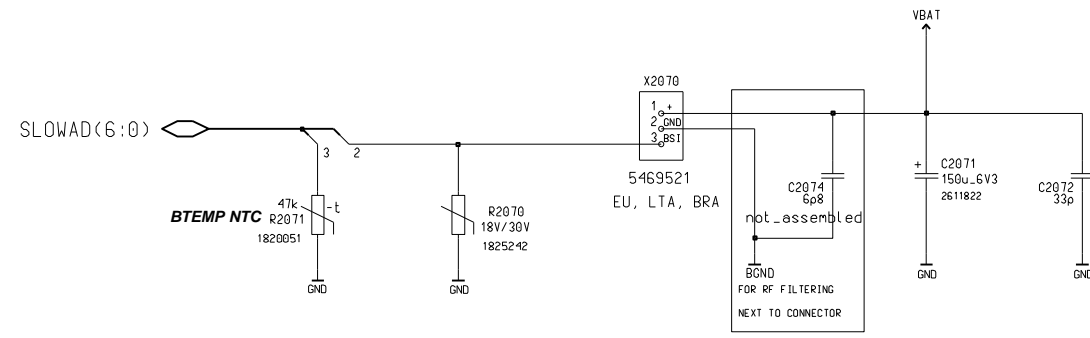 VBAT
X2070
SLOWAD(6:0)
1 +
2 GND
3 BSI
3
2
5469521
EU, LTA, BRA
C2074
6p8
not_assembled
+ C2071
150u_6V3
2611822
C2072
33p
47k
-t
BTEMP NTC R2071
1820051
R2070
18V/30V
1825242
GND
GND
BGND
FOR RF FILTERING
NEXT TO CONNECTOR
GND
GND